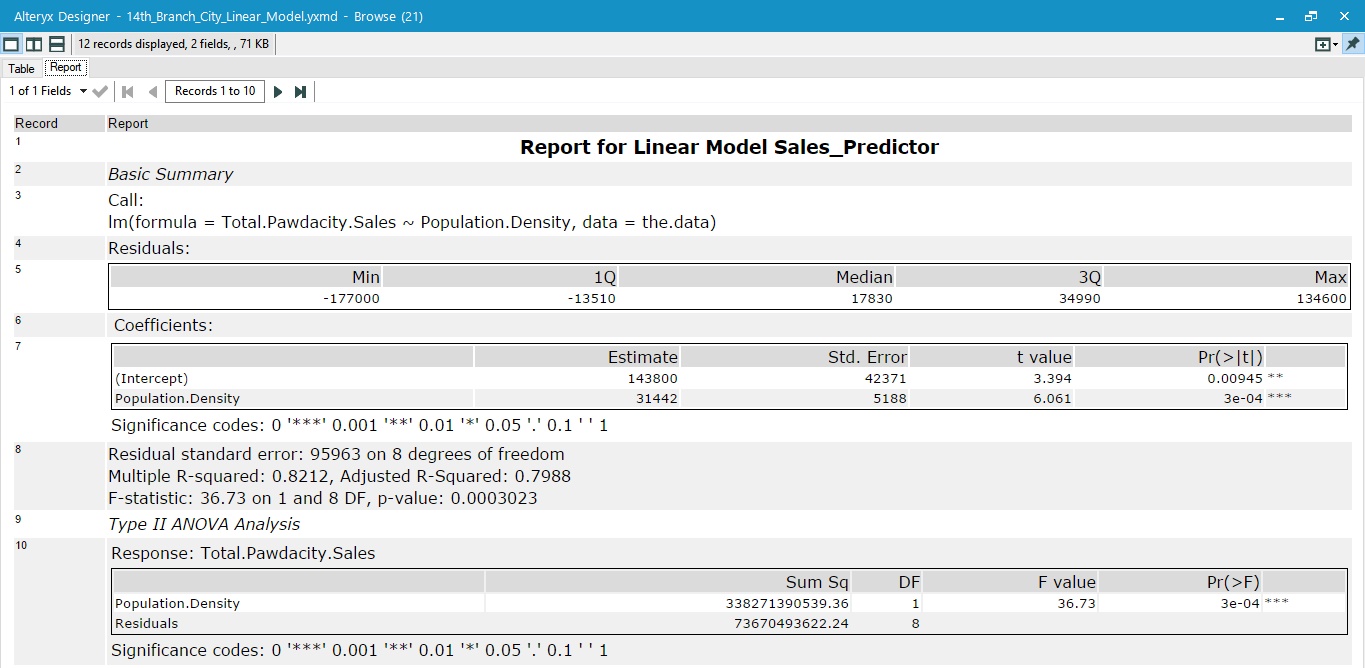 Alteryx Designer - 14th_Branch_City_Linear_Model.yxmd - Browse (21)
12 records displayed, 2 fields, , 71 KB
Table Report
1 of 1 Fields Records 1 to 10
Record Report
1 Report for Linear Model Sales_Predictor
2 Basic Summary
3 Call:
lm(formula = Total.Pawdacity.Sales ~ Population.Density, data = the.data)
4 Residuals:
5 Min 1Q Median 3Q Max
-177000 -13510 17830 34990 134600
6 Coefficients:
7 Estimate Std. Error t value Pr(>|t|)
(Intercept) 143800 42371 3.394 0.00945 **
Population.Density 31442 5188 6.061 3e-04 ***
Significance codes: 0 '***' 0.001 '**' 0.01 '*' 0.05 '.' 0.1 ' ' 1
8 Residual standard error: 95963 on 8 degrees of freedom
Multiple R-squared: 0.8212, Adjusted R-Squared: 0.7988
F-statistic: 36.73 on 1 and 8 DF, p-value: 0.0003023
9 Type II ANOVA Analysis
10 Response: Total.Pawdacity.Sales
Sum Sq DF F value Pr(>F)
Population.Density 338271390539.36 1 36.73 3e-04 ***
Residuals 73670493622.24 8
Significance codes: 0 '***' 0.001 '**' 0.01 '*' 0.05 '.' 0.1 ' ' 1